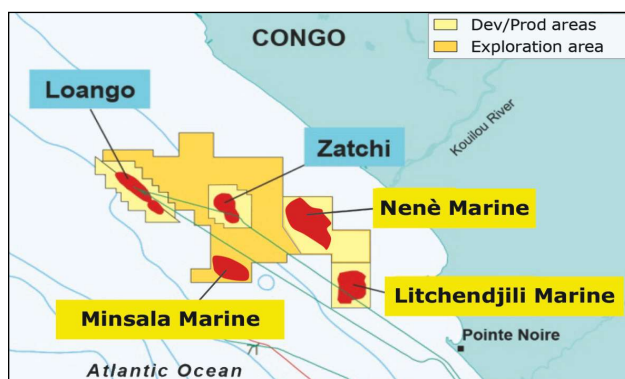 CONGO
Dev/Prod areas
Exploration area
Loango
Zatchi
Kouilou River
Nenè Marine
Litchendjili Marine
Minsala Marine
Pointe Noire
Atlantic Ocean